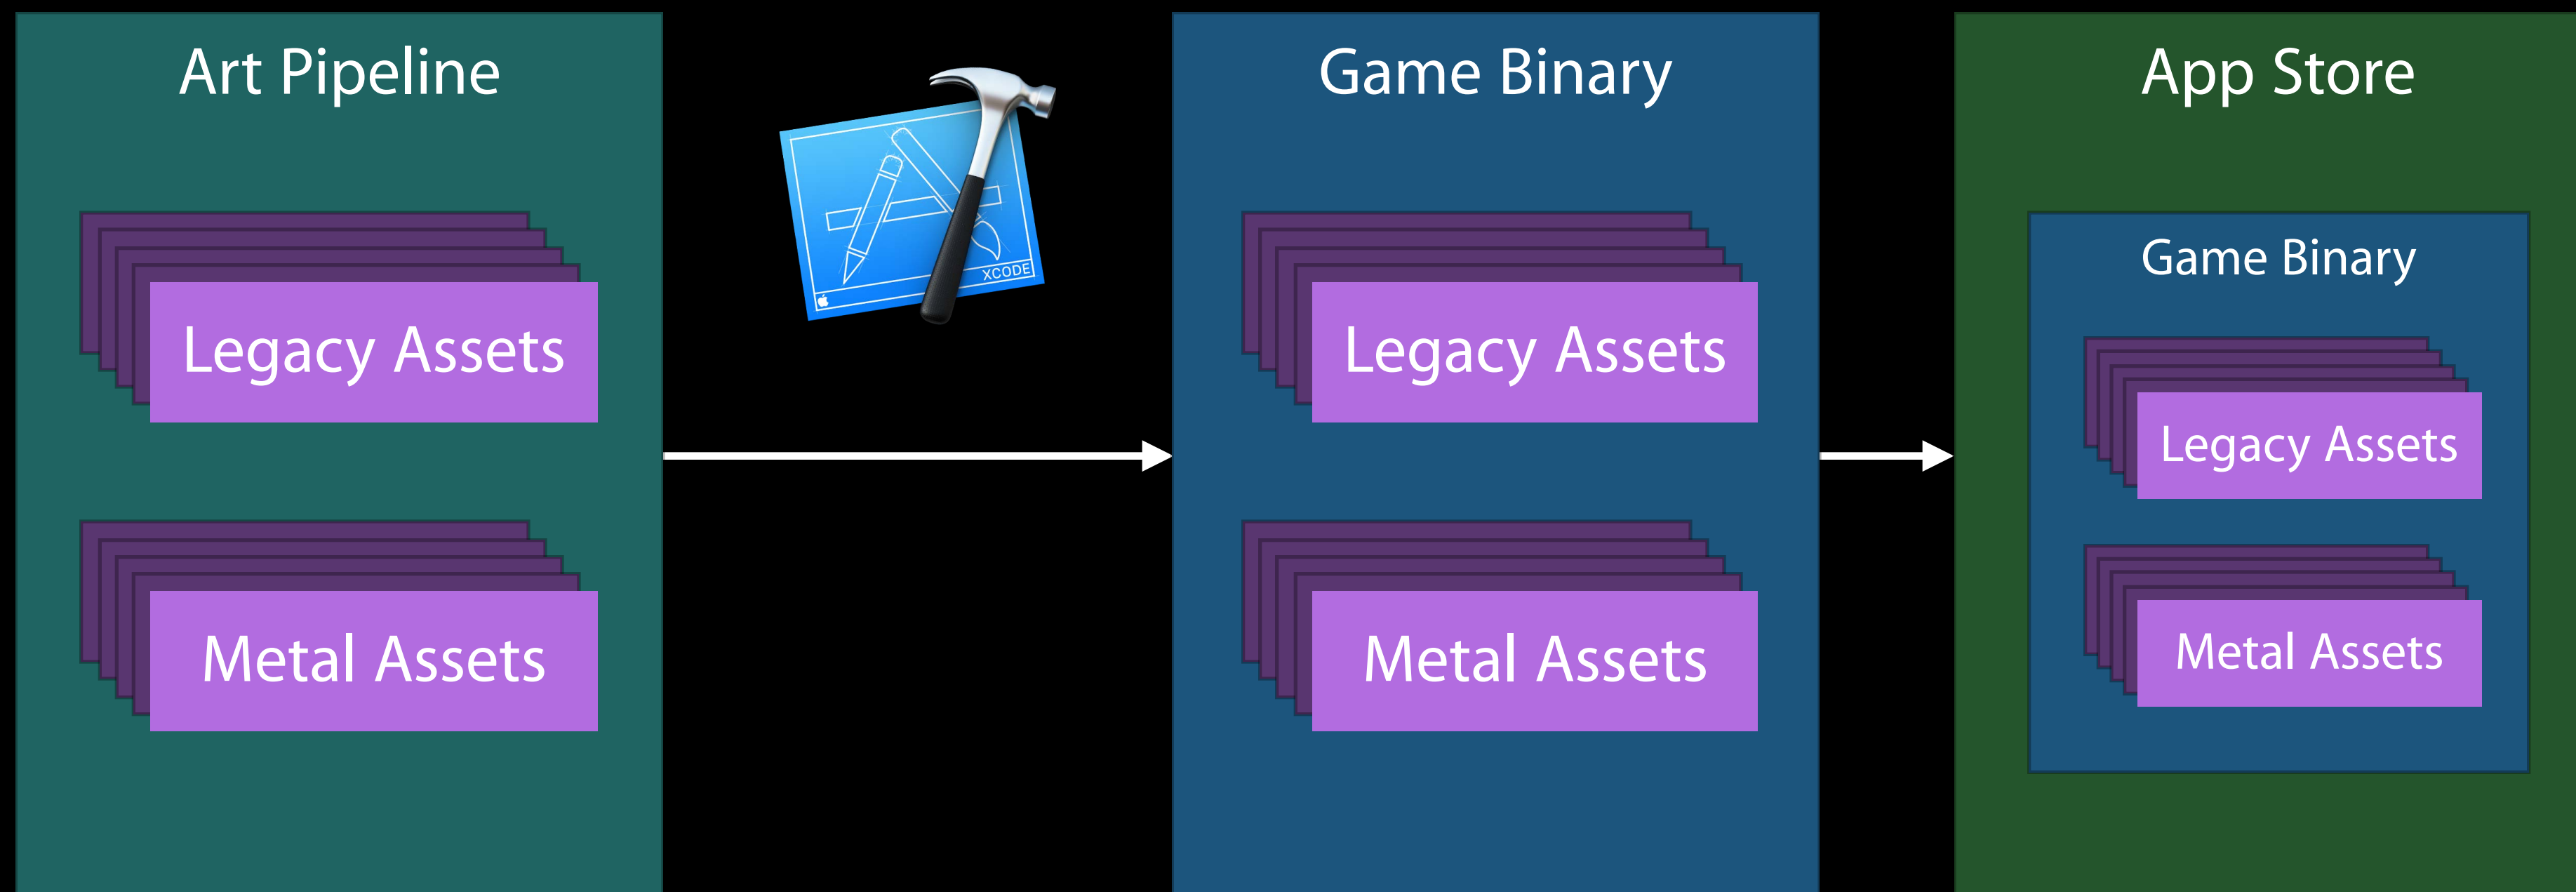 Art Pipeline
Legacy Assets
Metal Assets
XCODE
Game Binary
Legacy Assets
Metal Assets
App Store
Game Binary
Legacy Assets
Metal Assets